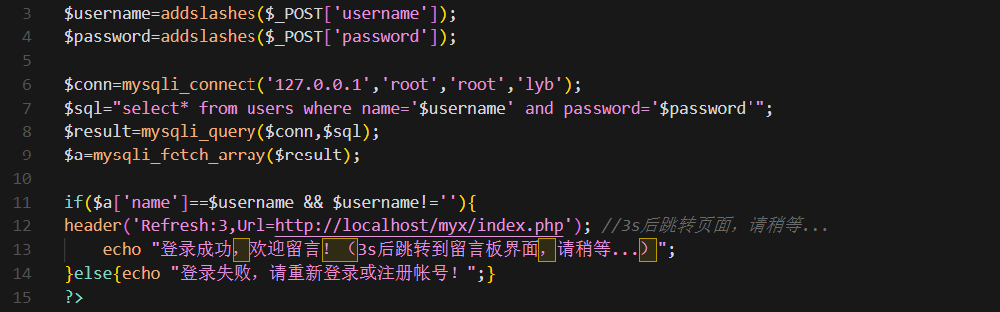 3 $username=addslashes($_POST['username']);
4 $password=addslashes($_POST['password']);
5
6 $conn=mysqli_connect('127.0.0.1','root','root','lyb');
7 $sql="select* from users where name='$username' and password='$password'";
8 $result=mysqli_query($conn,$sql);
9 $a=mysqli_fetch_array($result);
10
11 if($a['name']==$username && $username!=''){
12 header('Refresh:3,Url=http://localhost/myx/index.php'); //3s后跳转页面，请稍等...
13     echo "登录成功，欢迎留言！（3s后跳转到留言板界面，请稍等...）";
14 }else{echo "登录失败，请重新登录或注册帐号！";}
15 ?>